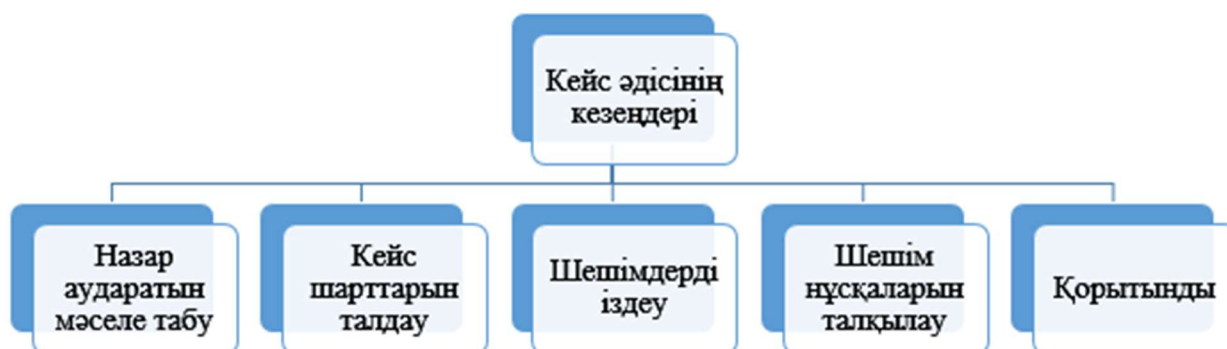 Кейс әдісінің
кезеңдері
Назар
аударатын
мәселе табу
Кейс
шарттарын
талдау
Шешімдерді
іздеу
Шешім
нұсқаларын
талқылау
Қорытынды